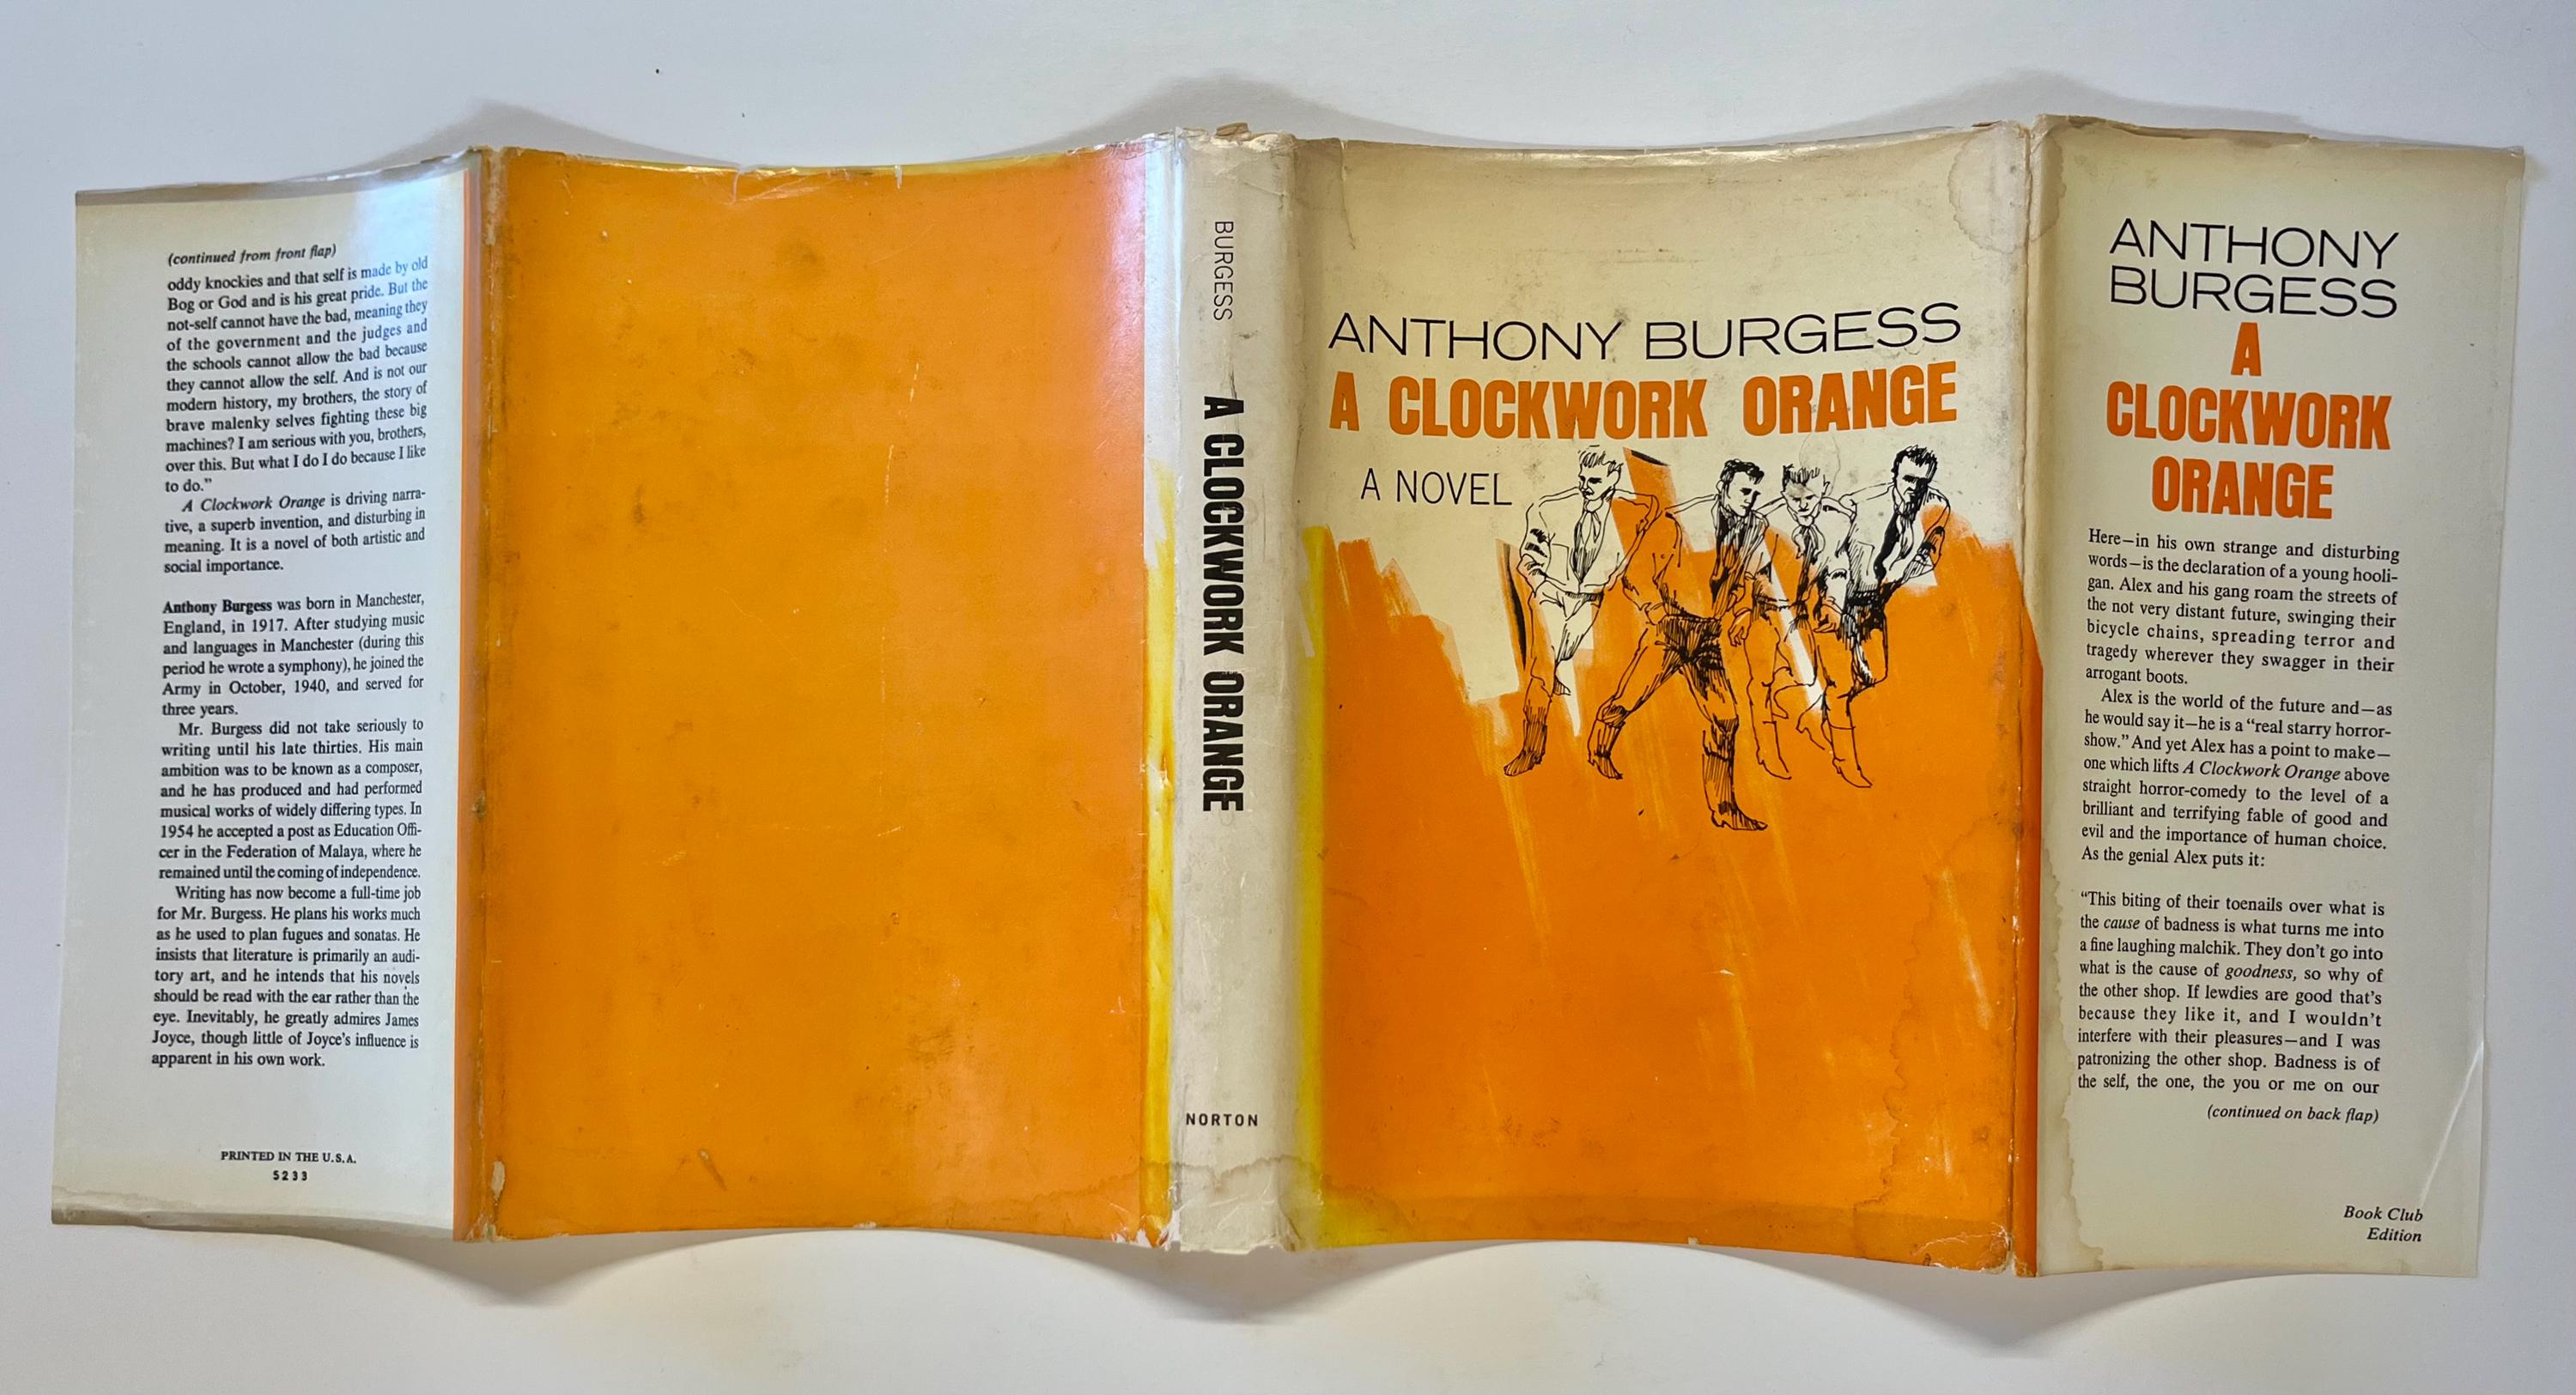 (continued from front flap)
oddy knockies and that self is made by old
Bog or God and is his great pride. But the
not-self cannot have the bad, meaning they
of the government and the judges and
the schools cannot allow the bad because
they cannot allow the self. And is not our
modern history, my brothers, the story of
brave malenky selves fighting these big
machines? I am serious with you, brothers,
over this. But what I do I do because I like
to do.”
A Clockwork Orange is driving narra-
tive, a superb invention, and disturbing in
meaning. It is a novel of both artistic and
social importance.
Anthony Burgess was born in Manchester,
England, in 1917. After studying music
and languages in Manchester (during this
period he wrote a symphony), he joined the
Army in October, 1940, and served for
three years.
Mr. Burgess did not take seriously to
writing until his late thirties. His main
ambition was to be known as a composer,
and he has produced and had performed
musical works of widely differing types. In
1954 he accepted a post as Education Offi-
cer in the Federation of Malaya, where he
remained until the coming of independence.
Writing has now become a full-time job
for Mr. Burgess. He plans his works much
as he used to plan fugues and sonatas. He
insists that literature is primarily an audi-
tory art, and he intends that his novels
should be read with the ear rather than the
eye. Inevitably, he greatly admires James
Joyce, though little of Joyce’s influence is
apparent in his own work.
PRINTED IN THE U.S.A.
5233
BURGESS
A CLOCKWORK ORANGE
NORTON
ANTHONY BURGESS
A CLOCKWORK ORANGE
A NOVEL
ANTHONY
BURGESS
A
CLOCKWORK
ORANGE
Here—in his own strange and disturbing
words—is the declaration of a young hooli-
gan. Alex and his gang roam the streets of
the not very distant future, swinging their
bicycle chains, spreading terror and
tragedy wherever they swagger in their
arrogant boots.
Alex is the world of the future and—as
he would say it—he is a “real starry horror-
show.” And yet Alex has a point to make—
one which lifts A Clockwork Orange above
straight horror-comedy to the level of a
brilliant and terrifying fable of good and
evil and the importance of human choice.
As the genial Alex puts it:
“This biting of their toenails over what is
the cause of badness is what turns me into
a fine laughing malchik. They don’t go into
what is the cause of goodness, so why of
the other shop. If lewdies are good that’s
because they like it, and I wouldn’t
interfere with their pleasures—and I was
patronizing the other shop. Badness is of
the self, the one, the you or me on our
(continued on back flap)
Book Club
Edition